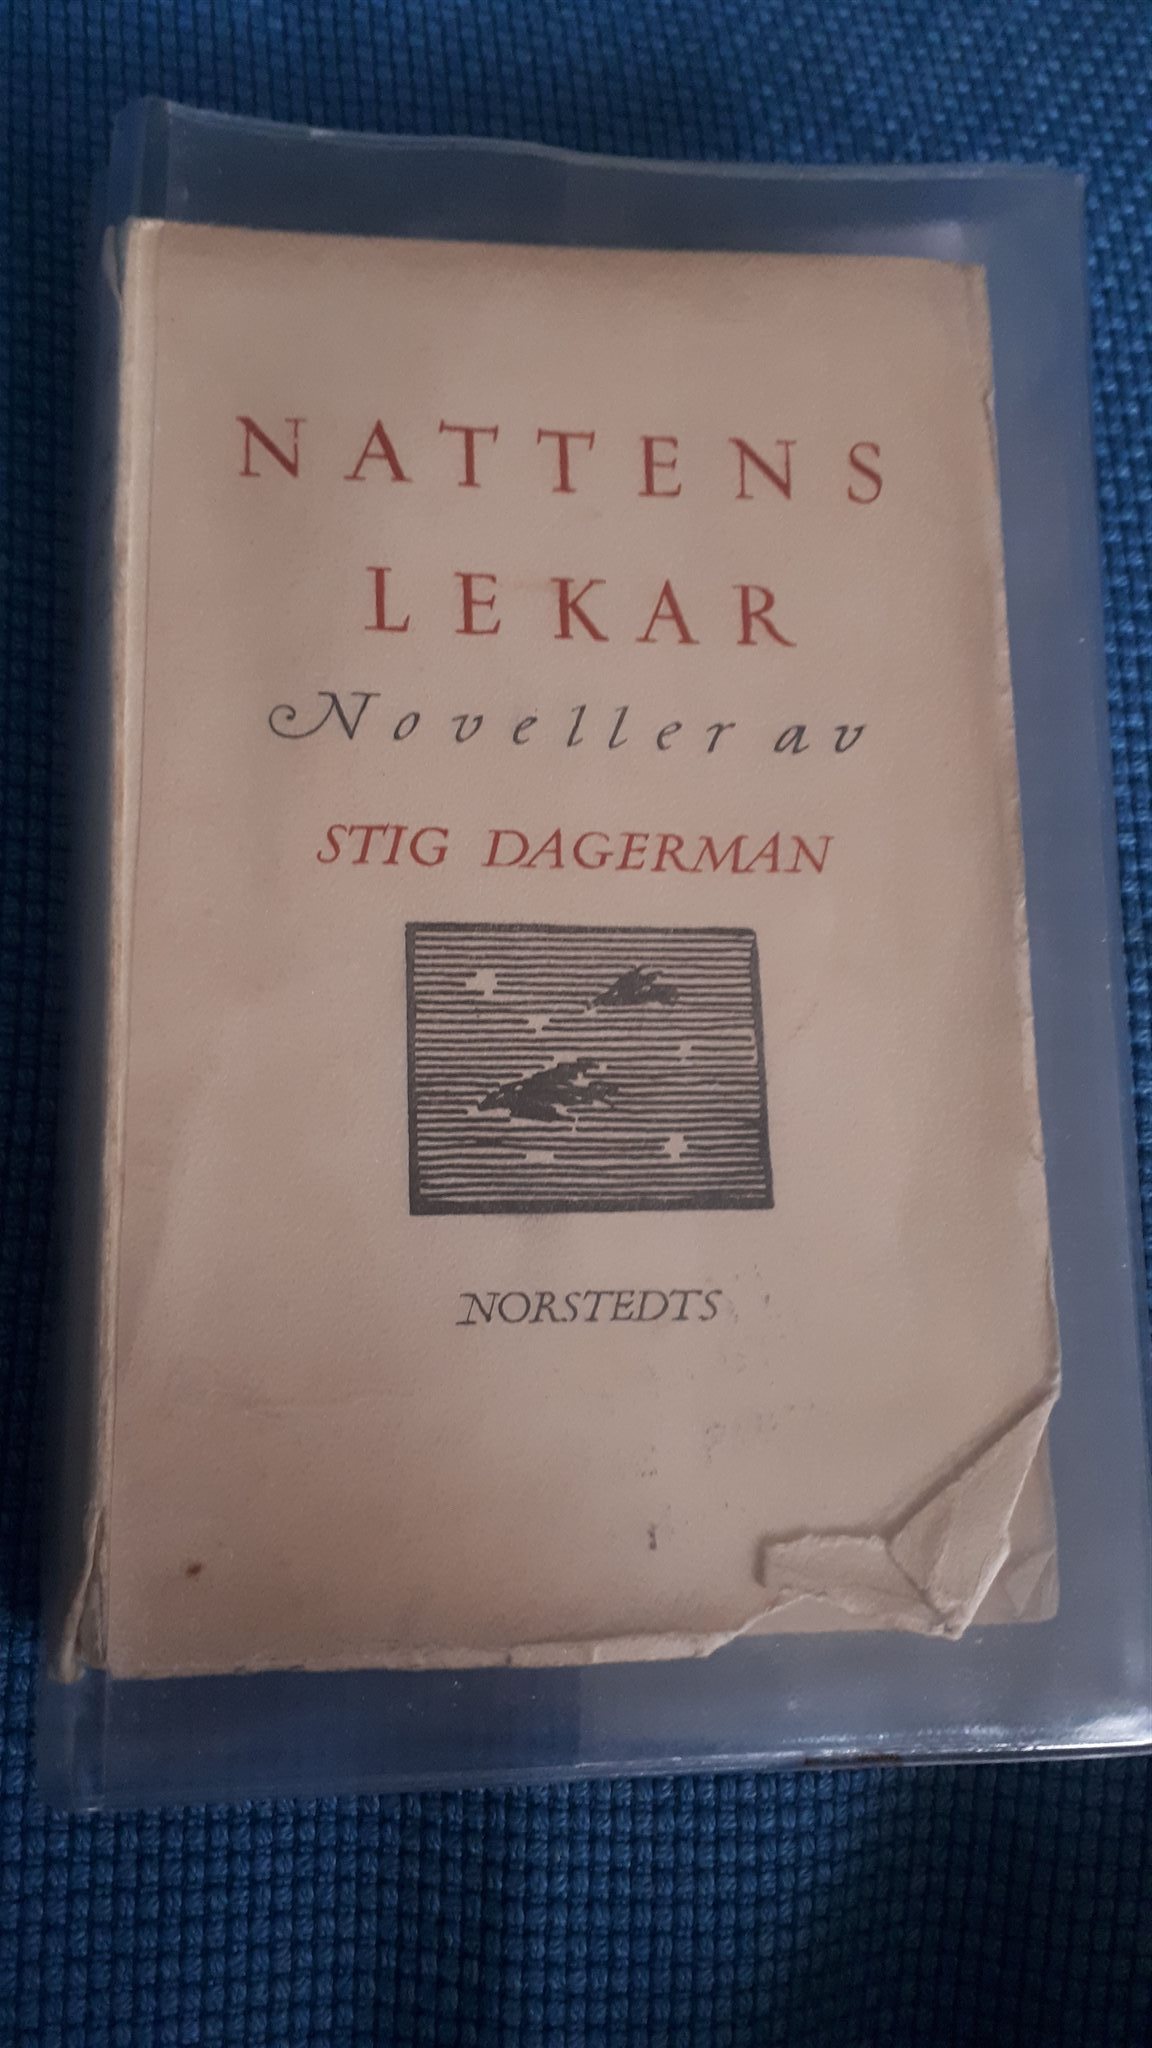 NATTENS
LEKAR
Noveller av
STIG DAGERMAN
NORSTEDTS